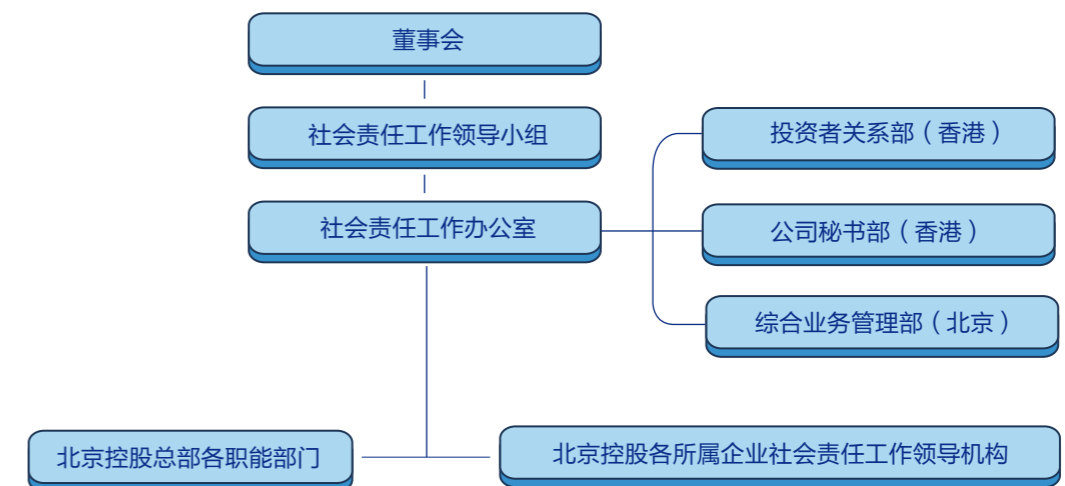 董事会
社会责任工作领导小组
投资者关系部（香港）
社会责任工作办公室
公司秘书部（香港）
综合业务管理部（北京）
北京控股总部各职能部门
北京控股各所属企业社会责任工作领导机构